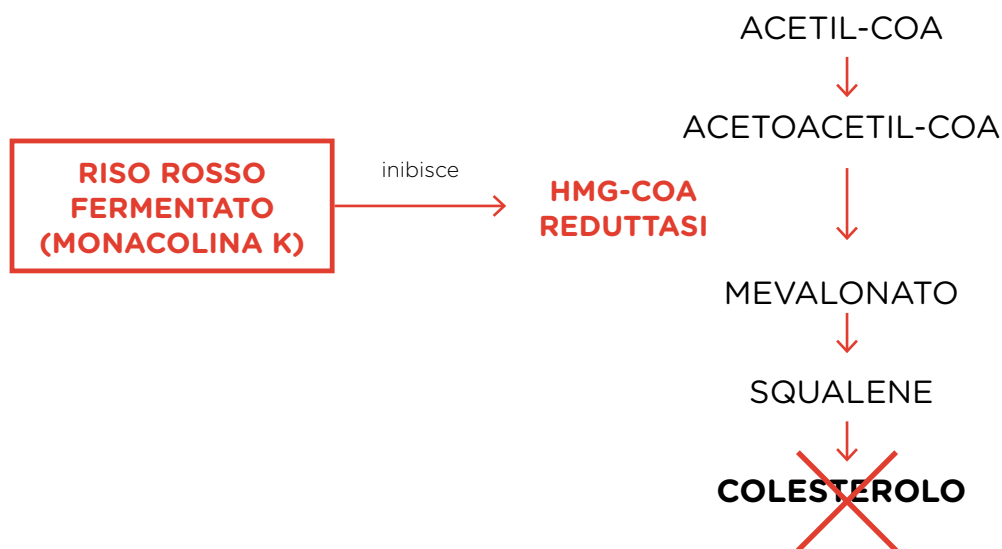 ACETIL-COA
ACETOACETIL-COA
RISO ROSSO
FERMENTATO
(MONACOLINA K)
inibisce
HMG-COA
REDUTTASI
MEVALONATO
SQUALENE
COLESTEROLO